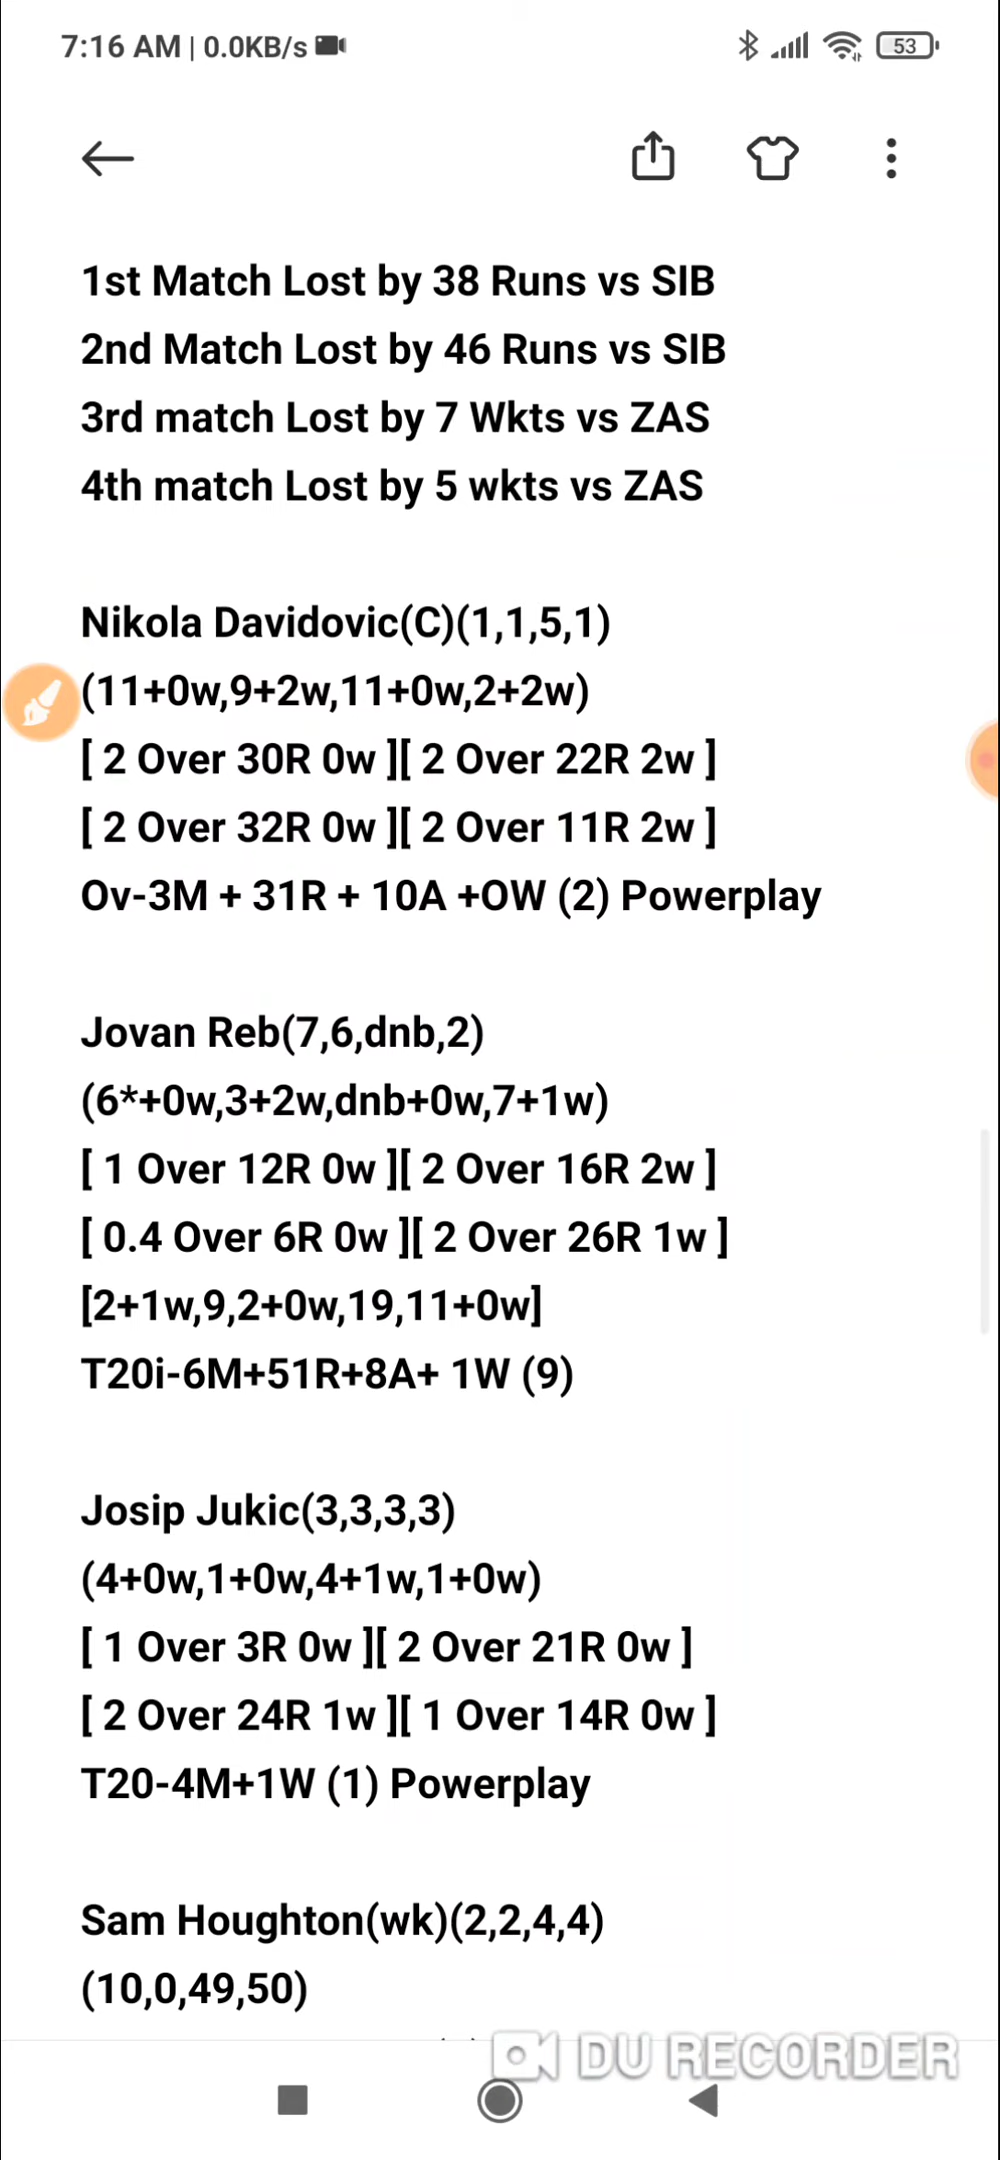 7:16 AM | 0.0KB/s
53
1st Match Lost by 38 Runs vs SIB
2nd Match Lost by 46 Runs vs SIB
3rd match Lost by 7 Wkts vs ZAS
4th match Lost by 5 wkts vs ZAS
Nikola Davidovic(C)(1,1,5,1)
(11+0w,9+2w,11+0w,2+2w)
[ 2 Over 30R 0w ][ 2 Over 22R 2w ]
[ 2 Over 32R 0w ][ 2 Over 11R 2w ]
Ov-3M + 31R + 10A +OW (2) Powerplay
Jovan Reb(7,6,dnb,2)
(6*+0w,3+2w,dnb+0w,7+1w)
[ 1 Over 12R 0w ][ 2 Over 16R 2w ]
[ 0.4 Over 6R 0w ][ 2 Over 26R 1w ]
[2+1w,9,2+0w,19,11+0w]
T20i-6M+51R+8A+ 1W (9)
Josip Jukic(3,3,3,3)
(4+0w,1+0w,4+1w,1+0w)
[ 1 Over 3R 0w ][ 2 Over 21R 0w ]
[ 2 Over 24R 1w ][ 1 Over 14R 0w ]
T20-4M+1W (1) Powerplay
Sam Houghton(wk)(2,2,4,4)
(10,0,49,50)
DU RECORDER